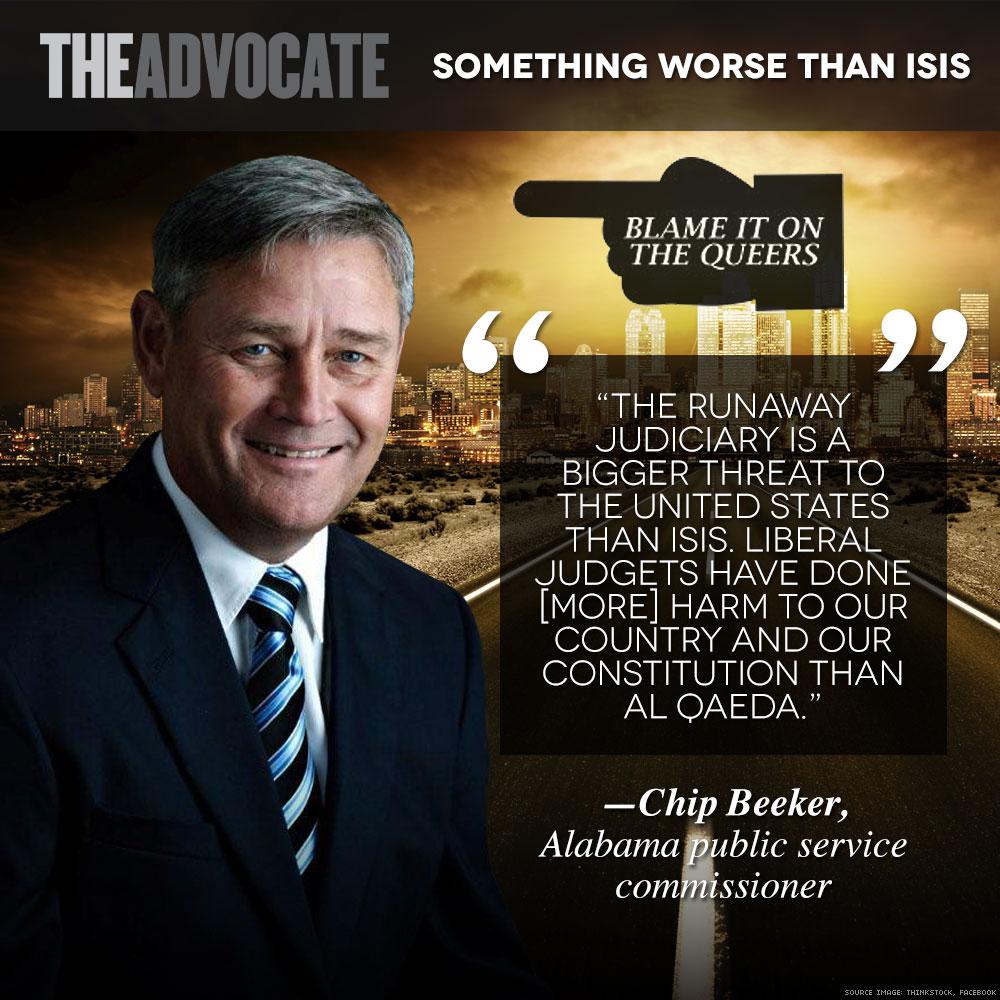 THEADVOCATE
SOMETHING WORSE THAN ISIS
BLAME IT ON
THE QUEERS
“ ”
“THE RUNAWAY
JUDICIARY IS A
BIGGER THREAT TO
THE UNITED STATES
THAN ISIS. LIBERAL
JUDGETS HAVE DONE
[MORE] HARM TO OUR
COUNTRY AND OUR
CONSTITUTION THAN
AL QAEDA.”
—Chip Beeker,
Alabama public service
commissioner
SOURCE IMAGE: THINKSTOCK, FACEBOOK